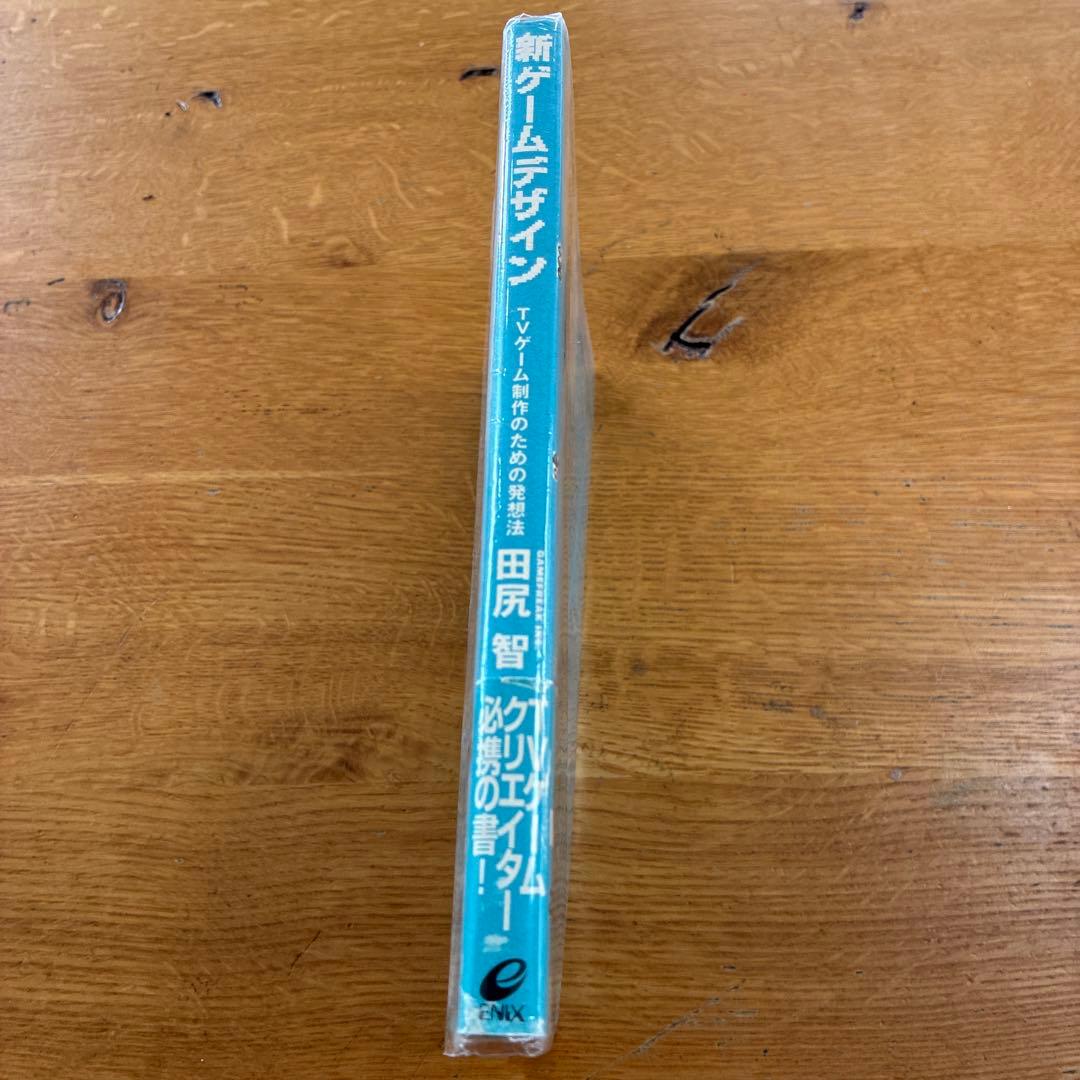 新ゲームデザイン
TVゲーム制作のための発想法
GAMEFREAK
田尻 智
TVゲーム
クリエイター
必携の書!
ENIX